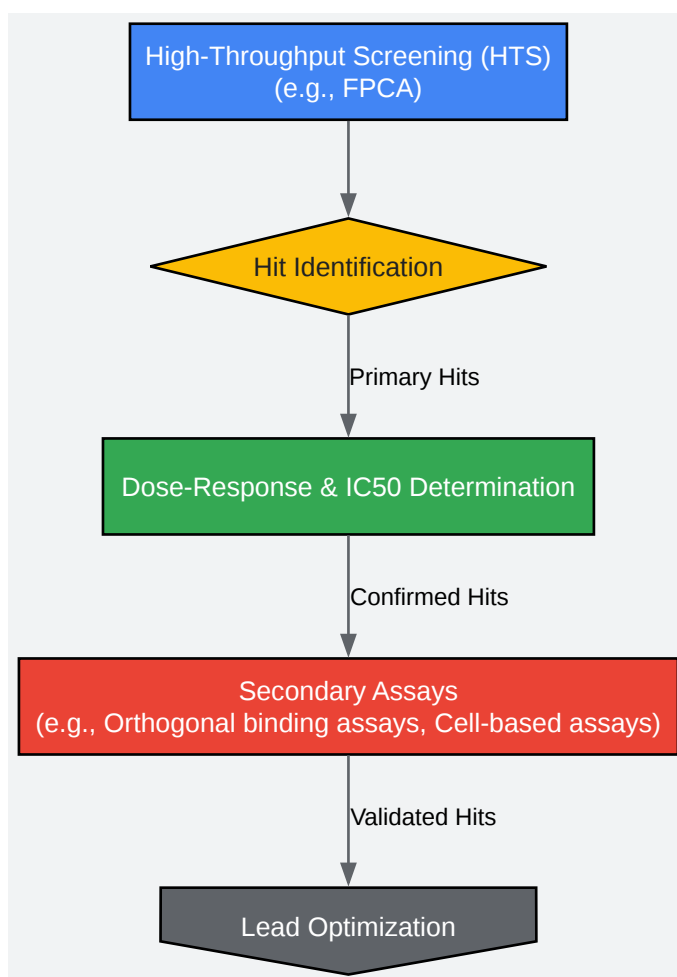 High-Throughput Screening (HTS)
(e.g., FPCA)
Hit Identification
Primary Hits
Dose-Response & IC50 Determination
Confirmed Hits
Secondary Assays
(e.g., Orthogonal binding assays, Cell-based assays)
Validated Hits
Lead Optimization